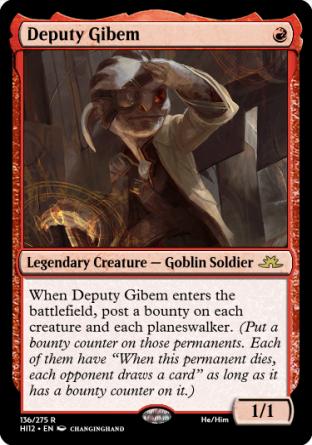 Deputy Gibem
Legendary Creature — Goblin Soldier
When Deputy Gibem enters the
battlefield, post a bounty on each
creature and each planeswalker. (Put a
bounty counter on those permanents. Each
of them have “When this permanent dies,
each opponent draws a card” as long as it
has a bounty counter on it.)
1/1
136/275 R
HI12 • EN CHANGINGHAND
He/Him